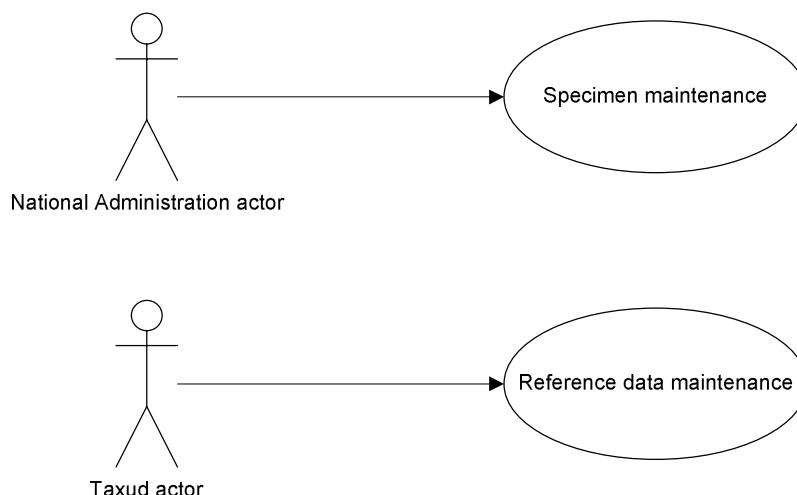 Specimen maintenance
National Administration actor
Reference data maintenance
Taxud actor